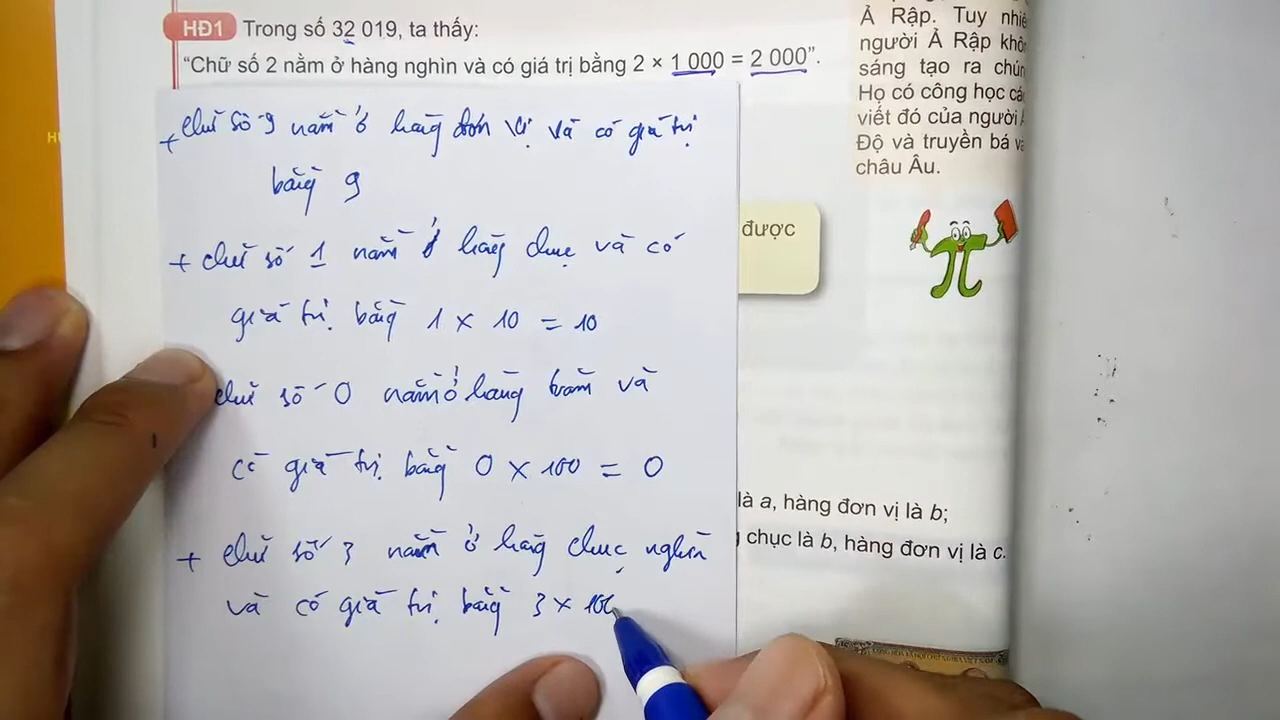 HĐ1 Trong số 32 019, ta thấy:
“Chữ số 2 nằm ở hàng nghìn và có giá trị bằng 2 × 1 000 = 2 000”.
+ chữ số 9 nằm ở hàng đơn vị và có giá trị
bằng 9
+ chữ số 1 nằm ở hàng chục và có
giá trị bằng 1 × 10 = 10
chữ số 0 nằm ở hàng trăm và
có giá trị bằng 0 × 100 = 0
+ chữ số 3 nằm ở hàng chục nghìn
và có giá trị bằng 3 × 100
Ả Rập. Tuy nhiê
người Ả Rập khôn
sáng tạo ra chún
Họ có công học các
viết đó của người
Độ và truyền bá và
châu Âu.
được
là a, hàng đơn vị là b;
chục là b, hàng đơn vị là c.